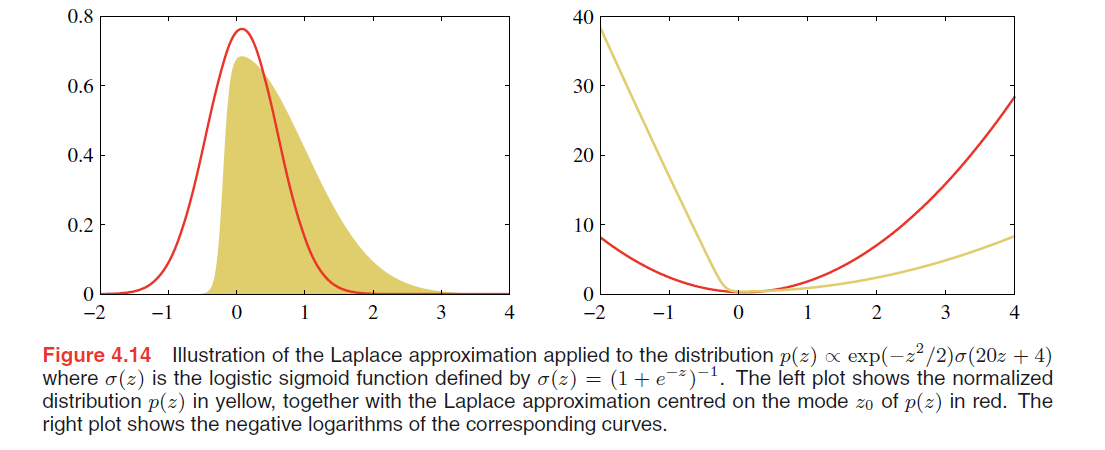 0.8
0.6
0.4
0.2
0
−2 −1 0 1 2 3 4
40
30
20
10
0
−2 −1 0 1 2 3 4
Figure 4.14 Illustration of the Laplace approximation applied to the distribution p(z) ∝ exp(−z²/2)σ(20z + 4)
where σ(z) is the logistic sigmoid function defined by σ(z) = (1 + e⁻ᶻ)⁻¹. The left plot shows the normalized
distribution p(z) in yellow, together with the Laplace approximation centred on the mode z₀ of p(z) in red. The
right plot shows the negative logarithms of the corresponding curves.